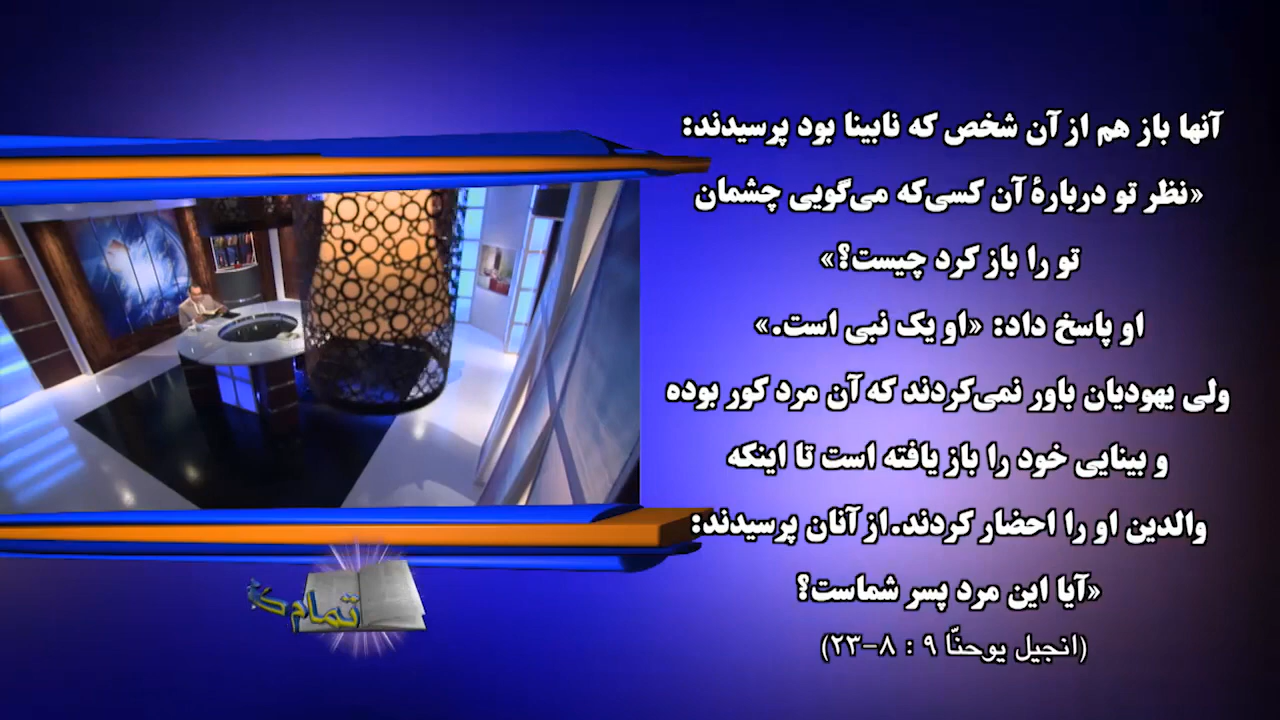 آنها باز هم از آن شخص که نابینا بود پرسیدند:
«نظر تو دربارهٔ آن کسی‌که می‌گویی چشمان
تو را باز کرد چیست؟»
او پاسخ داد: «او یک نبی است.»
ولی یهودیان باور نمی‌کردند که آن مرد کور بوده
و بینایی خود را باز یافته است تا اینکه
والدین او را احضار کردند.از آنان پرسیدند:
«آیا این مرد پسر شماست؟
(انجیل یوحنّا ۹ : ۸-۲۳)
تمام